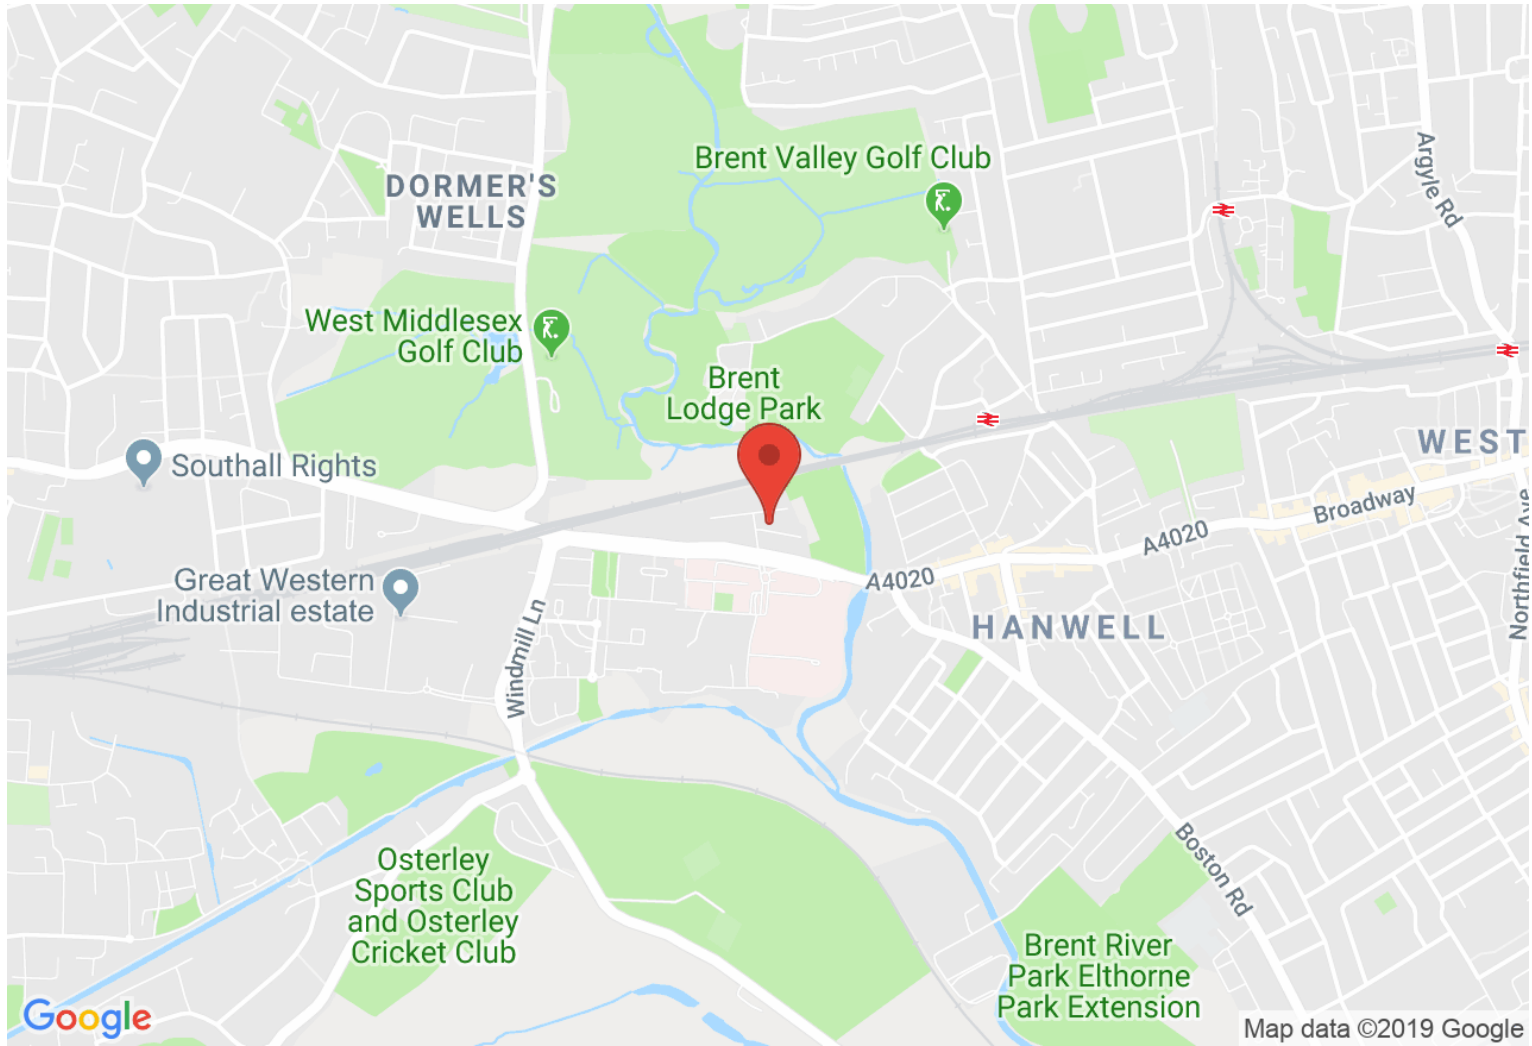 Brent Valley Golf Club
Argyle Rd
DORMER'S
WELLS
West Middlesex
Golf Club
Brent
Lodge Park
WEST
Southall Rights
Broadway
A4020
Northfield Ave
A4020
Great Western
Industrial estate
HANWELL
Windmill Ln
Boston Rd
Osterley
Sports Club
and Osterley
Cricket Club
Brent River
Park Elthorne
Park Extension
Google
Map data ©2019 Google